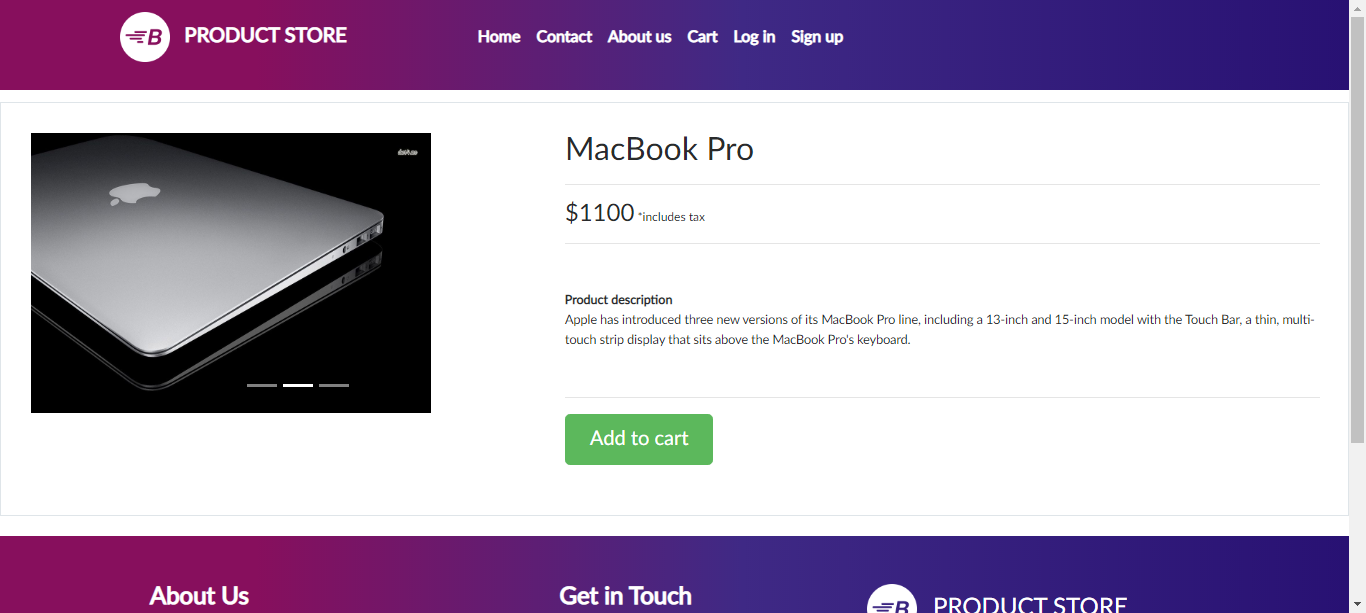 B PRODUCT STORE
Home Contact About us Cart Log in Sign up
MacBook Pro
$1100 *includes tax
Product description
Apple has introduced three new versions of its MacBook Pro line, including a 13-inch and 15-inch model with the Touch Bar, a thin, multi-
touch strip display that sits above the MacBook Pro's keyboard.
Add to cart
About Us
Get in Touch
B PRODUCT STORE